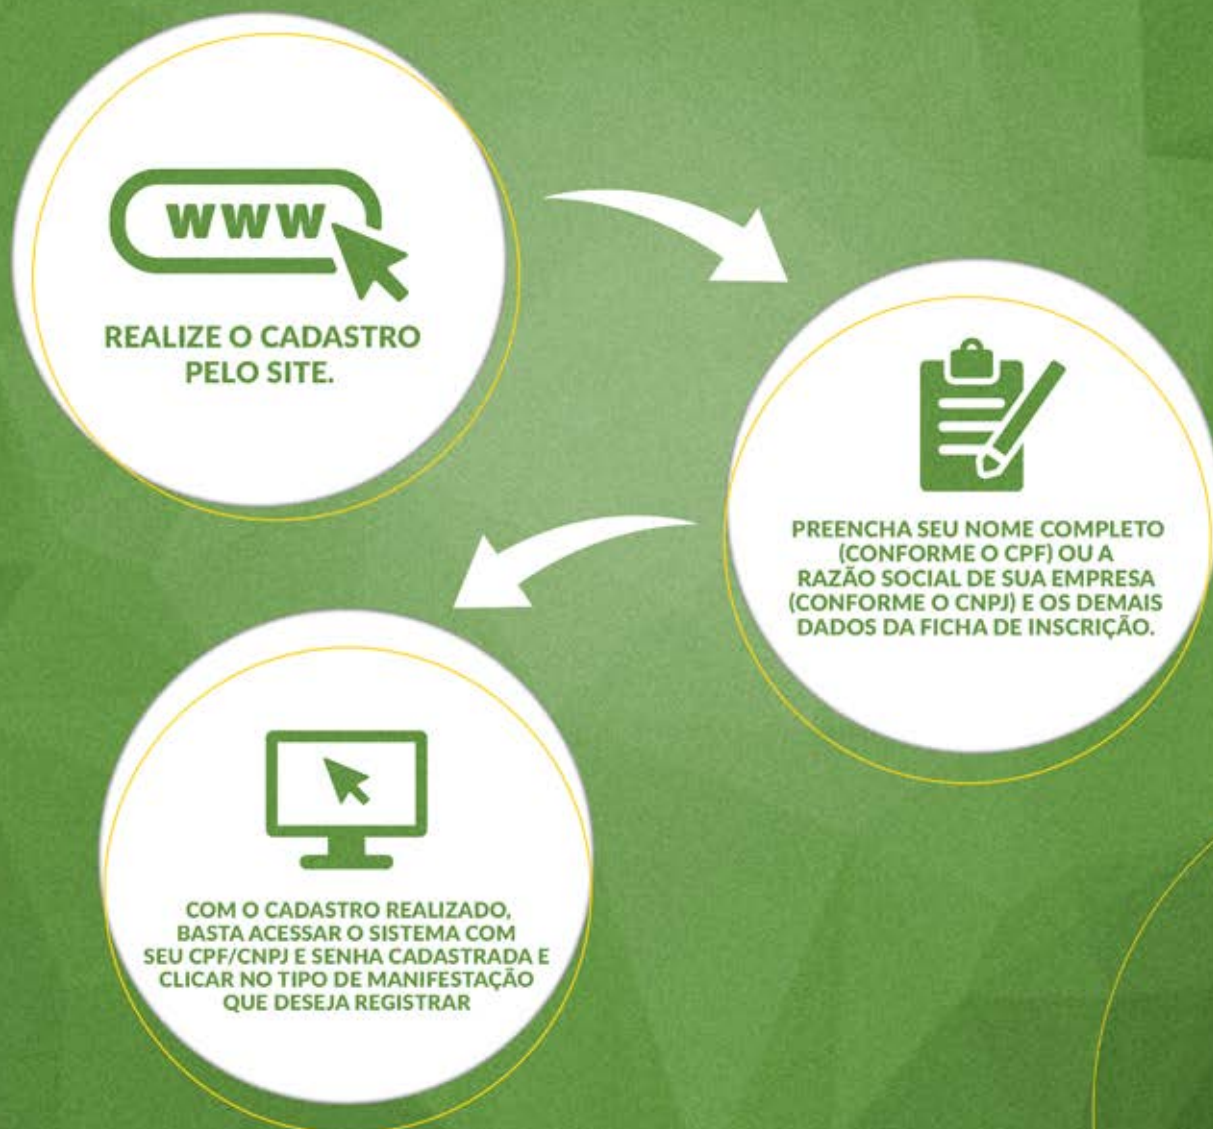 www
REALIZE O CADASTRO
PELO SITE.
PREENCHA SEU NOME COMPLETO
(CONFORME O CPF) OU A
RAZÃO SOCIAL DE SUA EMPRESA
(CONFORME O CNPJ) E OS DEMAIS
DADOS DA FICHA DE INSCRIÇÃO.
COM O CADASTRO REALIZADO,
BASTA ACESSAR O SISTEMA COM
SEU CPF/CNPJ E SENHA CADASTRADA E
CLICAR NO TIPO DE MANIFESTAÇÃO
QUE DESEJA REGISTRAR